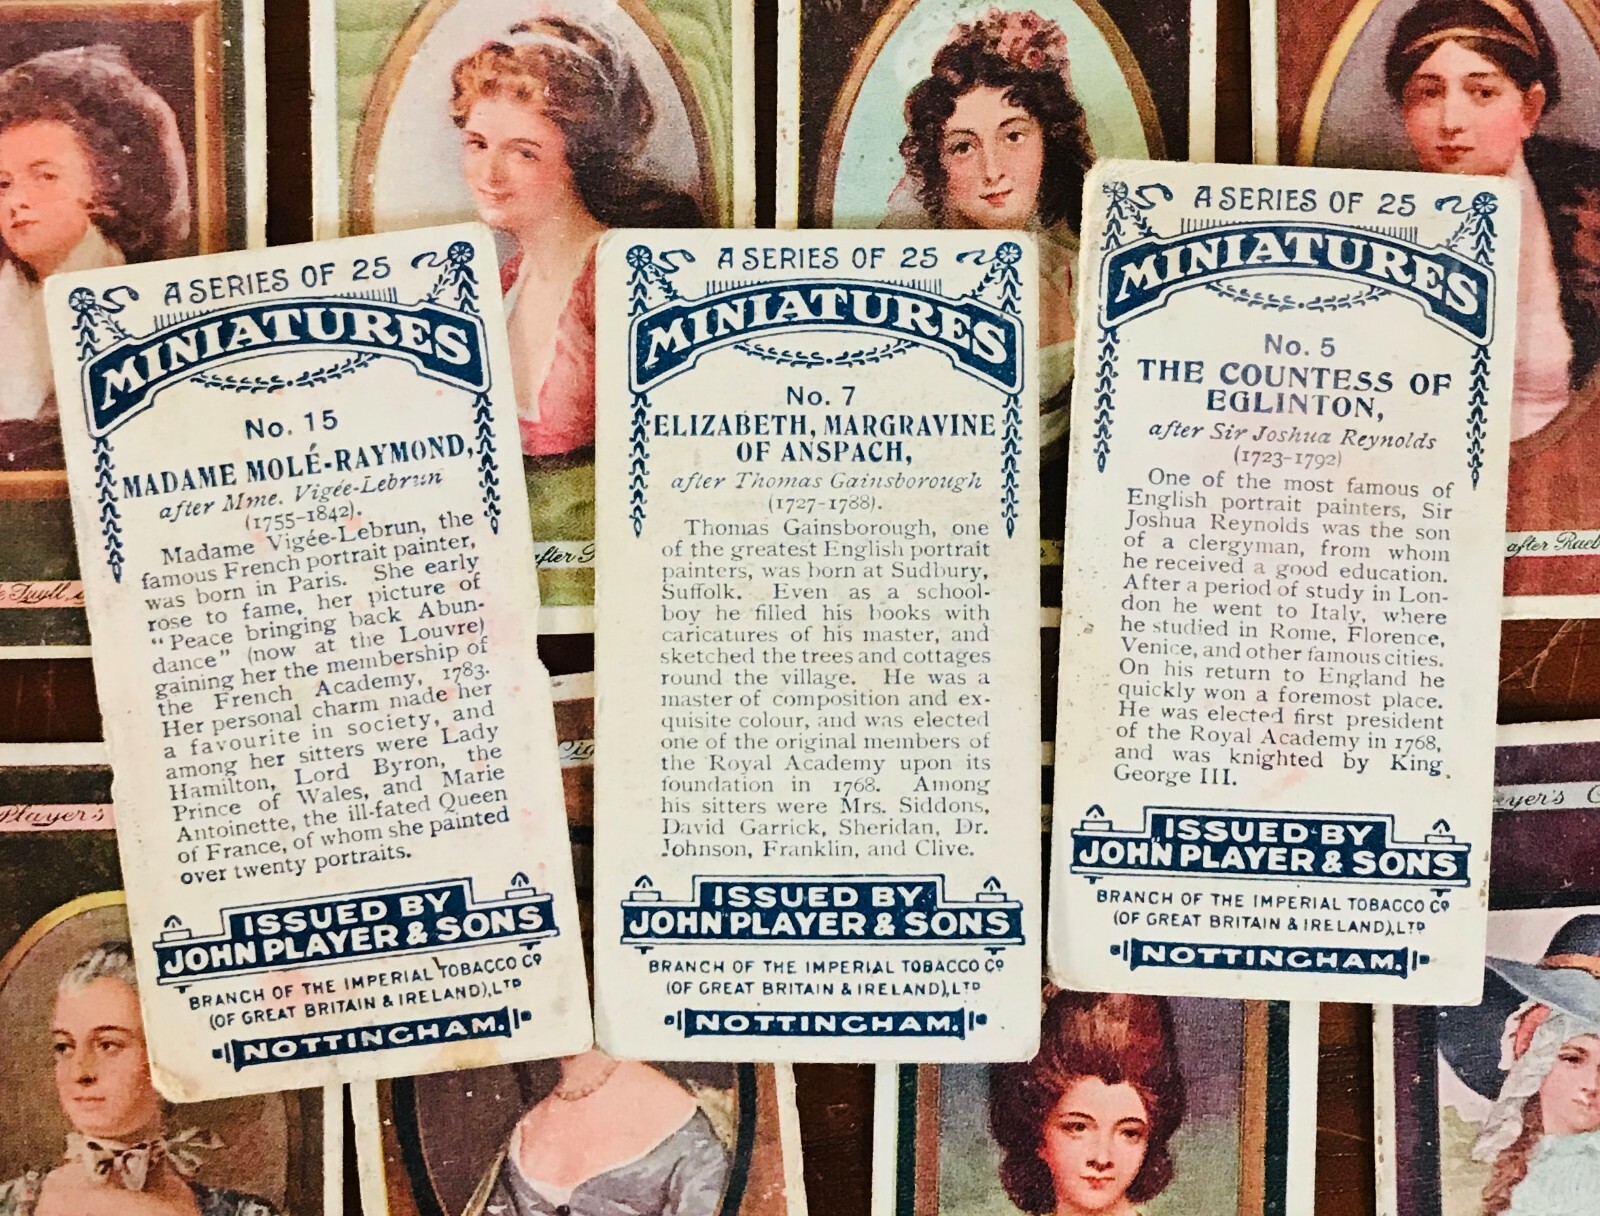 A SERIES OF 25
MINIATURES
No. 15
MADAME MOLÉ-RAYMOND,
after Mme. Vigée-Lebrun
(1755-1842).
Madame Vigée-Lebrun, the
famous French portrait painter,
was born in Paris. She early
rose to fame, her picture of
“Peace bringing back Abun-
dance” (now at the Louvre)
gaining her the membership of
the French Academy, 1783.
Her personal charm made her
a favourite in society, and
among her sitters were Lady
Hamilton, Lord Byron, the
Prince of Wales, and Marie
Antoinette, the ill-fated Queen
of France, of whom she painted
over twenty portraits.
ISSUED BY
JOHN PLAYER & SONS
BRANCH OF THE IMPERIAL TOBACCO Co
(OF GREAT BRITAIN & IRELAND), LTD
NOTTINGHAM.
A SERIES OF 25
MINIATURES
No. 7
ELIZABETH, MARGRAVINE
OF ANSPACH,
after Thomas Gainsborough
(1727-1788).
Thomas Gainsborough, one
of the greatest English portrait
painters, was born at Sudbury,
Suffolk. Even as a school-
boy he filled his books with
caricatures of his master, and
sketched the trees and cottages
round the village. He was a
master of composition and ex-
quisite colour, and was elected
one of the original members of
the Royal Academy upon its
foundation in 1768. Among
his sitters were Mrs. Siddons,
David Garrick, Sheridan, Dr.
Johnson, Franklin, and Clive.
ISSUED BY
JOHN PLAYER & SONS
BRANCH OF THE IMPERIAL TOBACCO Co
(OF GREAT BRITAIN & IRELAND), LTD
NOTTINGHAM.
A SERIES OF 25
MINIATURES
No. 5
THE COUNTESS OF
EGLINTON,
after Sir Joshua Reynolds
(1723-1792)
One of the most famous of
English portrait painters, Sir
Joshua Reynolds was the son
of a clergyman, from whom
he received a good education.
After a period of study in Lon-
don he went to Italy, where
he studied in Rome, Florence,
Venice, and other famous cities.
On his return to England he
quickly won a foremost place.
He was elected first president
of the Royal Academy in 1768,
and was knighted by King
George III.
ISSUED BY
JOHN PLAYER & SONS
BRANCH OF THE IMPERIAL TOBACCO Co
(OF GREAT BRITAIN & IRELAND), LTD
NOTTINGHAM.
after
after Raeb
Player's